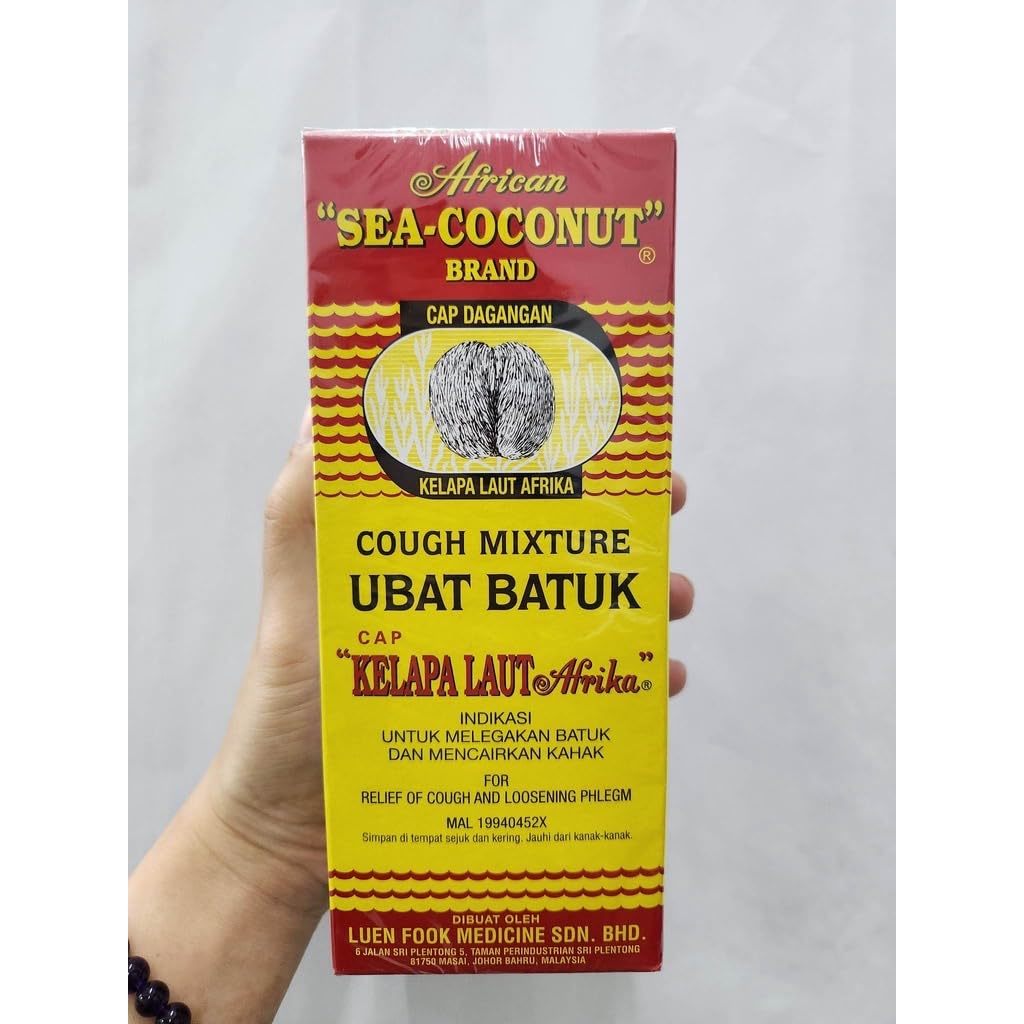 African
“SEA-COCONUT”®
BRAND
CAP DAGANGAN
KELAPA LAUT AFRIKA
COUGH MIXTURE
UBAT BATUK
CAP
“KELAPA LAUT Afrika”®
INDIKASI
UNTUK MELEGAKAN BATUK
DAN MENCAIRKAN KAHAK
FOR
RELIEF OF COUGH AND LOOSENING PHLEGM
MAL 19940452X
Simpan di tempat sejuk dan kering. Jauhi dari kanak-kanak.
DIBUAT OLEH
LUEN FOOK MEDICINE SDN. BHD.
6 JALAN SRI PLENTONG 5, TAMAN PERINDUSTRIAN SRI PLENTONG
81750 MASAI, JOHOR BAHRU, MALAYSIA